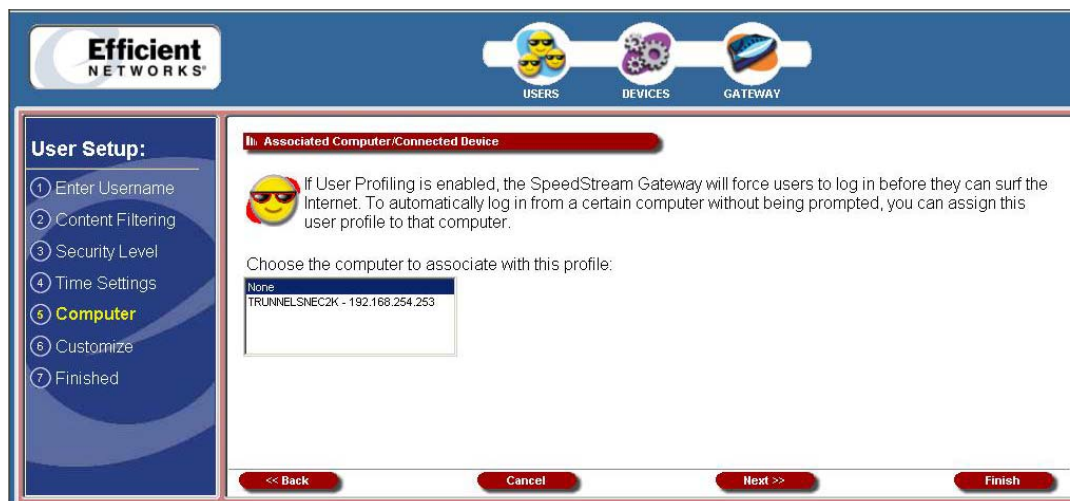 Efficient
NETWORKS®
USERS
DEVICES
GATEWAY
User Setup:
1 Enter Username
2 Content Filtering
3 Security Level
4 Time Settings
5 Computer
6 Customize
7 Finished
Associated Computer/Connected Device
If User Profiling is enabled, the SpeedStream Gateway will force users to log in before they can surf the
Internet. To automatically log in from a certain computer without being prompted, you can assign this
user profile to that computer.
Choose the computer to associate with this profile:
None
TRUNNELSNEC2K - 192.168.254.253
<< Back
Cancel
Next >>
Finish